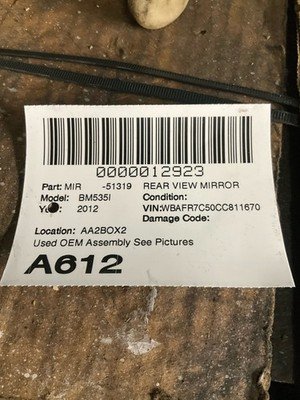 0000012923
Part: MIR -51319 REAR VIEW MIRROR
Model: BM535I Condition:
Year: 2012 VIN:WBAFR7C50CC811670
Damage Code:
Location: AA2BOX2
Used OEM Assembly See Pictures
A612